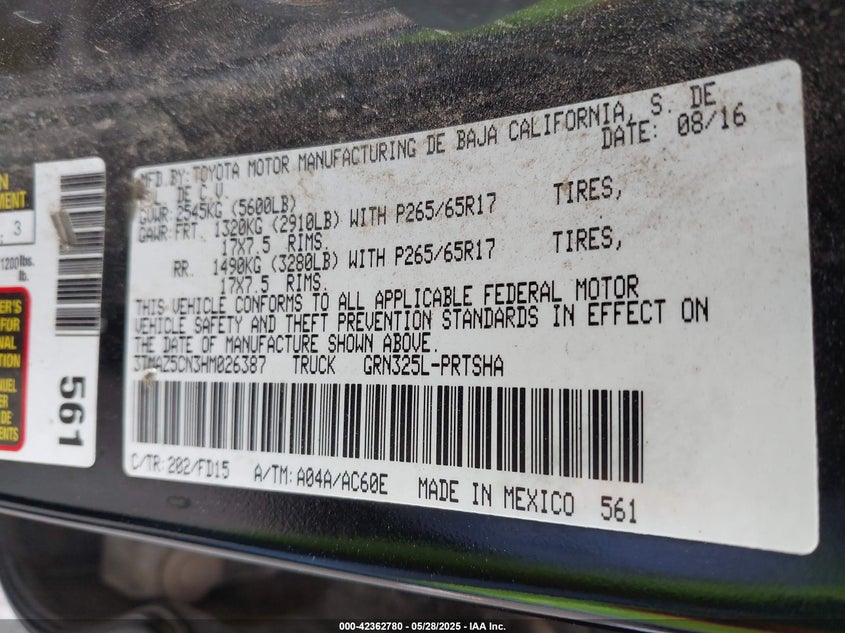 MFD BY: TOYOTA MOTOR MANUFACTURING DE BAJA CALIFORNIA, S. DE
DE C.V.
DATE: 08/16
GVWR: 2545KG (5600LB)
GAWR: FRT. 1320KG (2910LB) WITH P265/65R17 TIRES,
17X7.5 RIMS.
RR. 1490KG (3280LB) WITH P265/65R17 TIRES,
17X7.5 RIMS.
THIS VEHICLE CONFORMS TO ALL APPLICABLE FEDERAL MOTOR
VEHICLE SAFETY AND THEFT PREVENTION STANDARDS IN EFFECT ON
THE DATE OF MANUFACTURE SHOWN ABOVE.
3TMAZ5CN3HM026387 TRUCK GRN325L-PRTSHA
C/TR: 202/FD15 A/TM: A04A/AC60E MADE IN MEXICO 561
3
1200lbs.
lb.
FOR
561
000-42362780 - 05/28/2025 - IAA Inc.